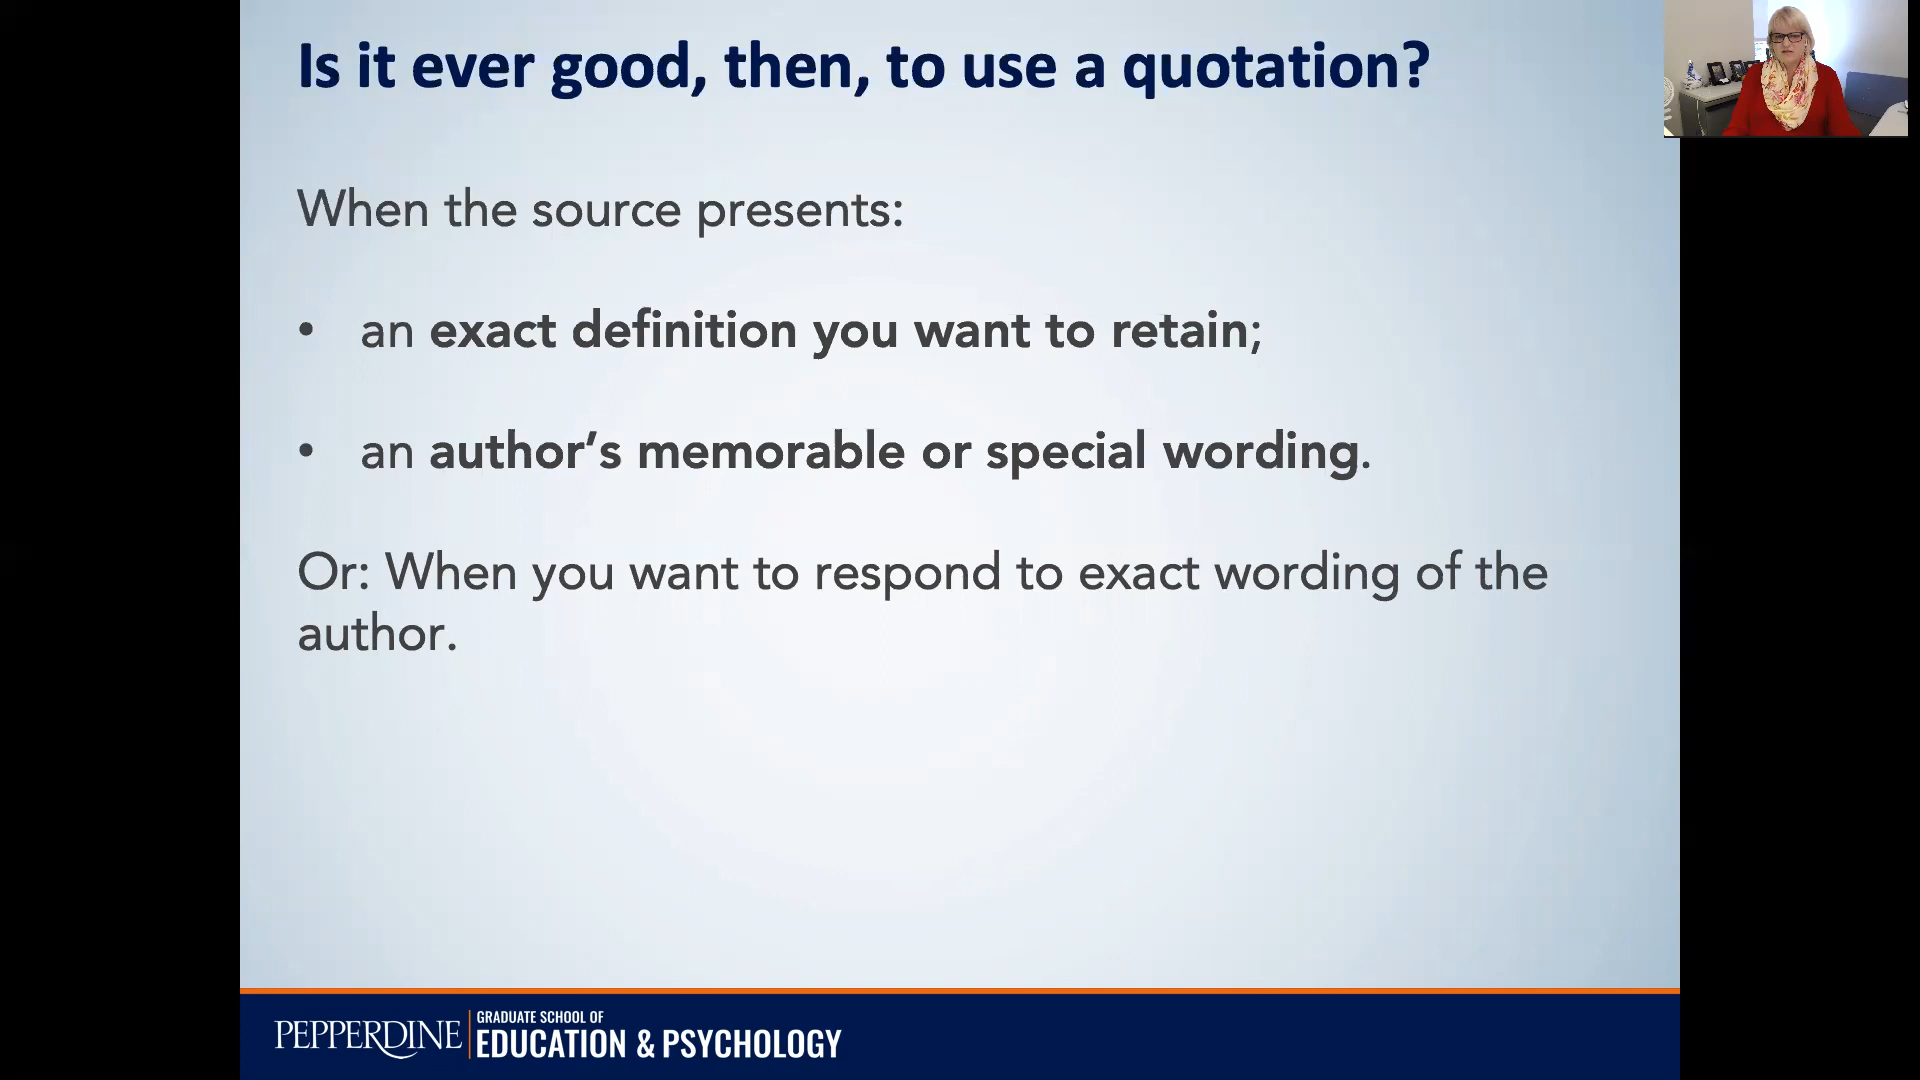 Is it ever good, then, to use a quotation?
When the source presents:
• an exact definition you want to retain;
• an author’s memorable or special wording.
Or: When you want to respond to exact wording of the
author.
PEPPERDINE
GRADUATE SCHOOL OF
EDUCATION & PSYCHOLOGY